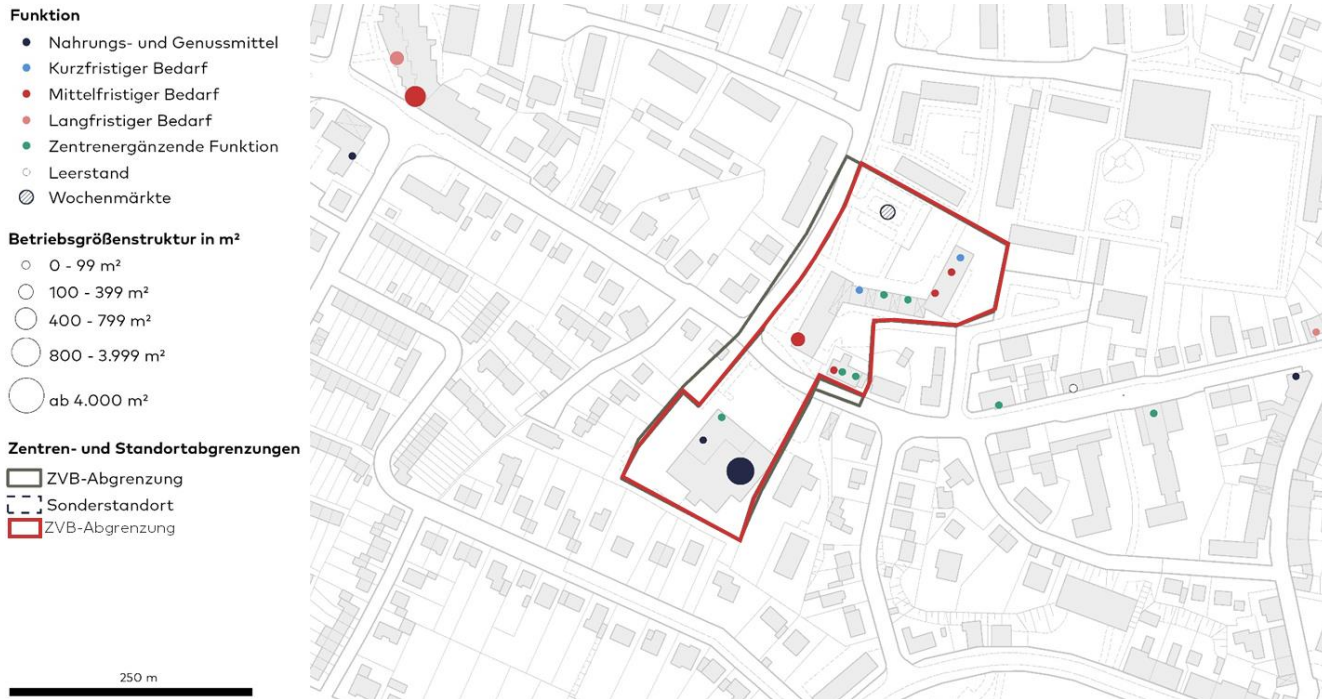 Funktion
Nahrungs- und Genussmittel
Kurzfristiger Bedarf
Mittelfristiger Bedarf
Langfristiger Bedarf
Zentrenergänzende Funktion
Leerstand
Wochenmärkte
Betriebsgrößenstruktur in m²
0 - 99 m²
100 - 399 m²
400 - 799 m²
800 - 3.999 m²
ab 4.000 m²
Zentren- und Standortabgrenzungen
ZVB-Abgrenzung
Sonderstandort
ZVB-Abgrenzung
250 m